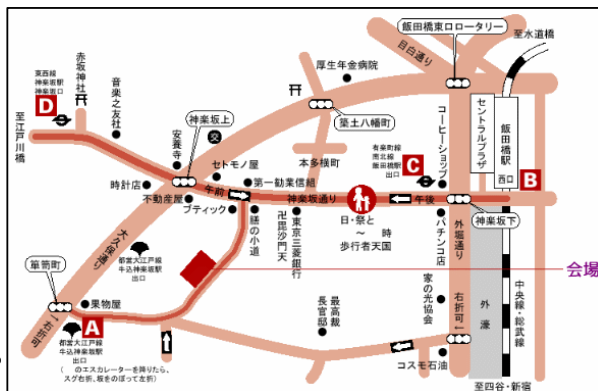 飯田橋東口ロータリー
至水道橋
目白通り
厚生年金病院
東西線
神楽坂駅
神楽坂口
D
赤坂神社
音楽之友社
至江戸川橋
安養寺
神楽坂上
交
築土八幡町
コーヒーショップ
セントラルプラザ
飯田橋駅
西口
B
有楽町線
南北線
飯田橋駅
出口
C
本多横町
セトモノ屋
第一勧業信組
時計店
不動産屋
ブティック
午前
神楽坂通り
午後
日・祭と
~ 時
歩行者天国
神楽坂下
膳の小道
卍毘沙門天
東京三菱銀行
パチンコ店
外堀通り
大久保通り
会場
箪笥町
都営大江戸線
牛込神楽坂駅
出口
家の光協会
右折可
外濠
中央線・総武線
果物屋
A
右折可
最高裁
長官邸
都営大江戸線
牛込神楽坂駅
出口
( のエスカレーターを降りたら、
スグ右折、坂をのぼって左折)
コスモ石油
至四谷・新宿